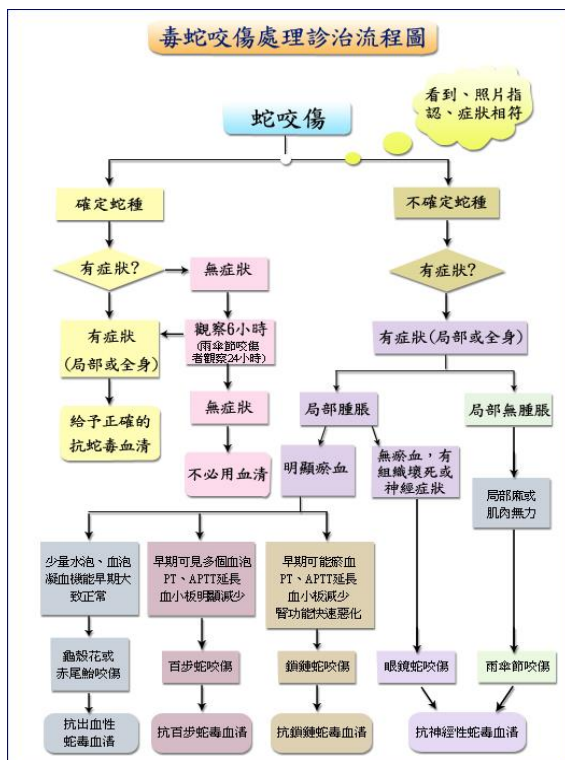 毒蛇咬傷處理診治流程圖
看到、照片指
認、症狀相符
蛇咬傷
確定蛇種
不確定蛇種
有症狀?
無症狀
有症狀?
有症狀
(局部或全身)
觀察6小時
(雨傘節咬傷
者觀察24小時)
有症狀(局部或全身)
給予正確的
抗蛇毒血清
無症狀
不必用血清
局部腫脹
局部無腫脹
明顯瘀血
無瘀血,有
組織壞死或
神經症狀
局部麻或
肌肉無力
少量水泡、血泡
凝血機能早期大
致正常
早期可見多個血泡
PT、APTT延長
血小板明顯減少
早期可能瘀血
PT、APTT延長
血小板減少
腎功能快速惡化
龜殼花或
赤尾鮐咬傷
百步蛇咬傷
鎖鏈蛇咬傷
眼鏡蛇咬傷
雨傘節咬傷
抗出血性
蛇毒血清
抗百步蛇毒血清
抗鎖鏈蛇毒血清
抗神經性蛇毒血清